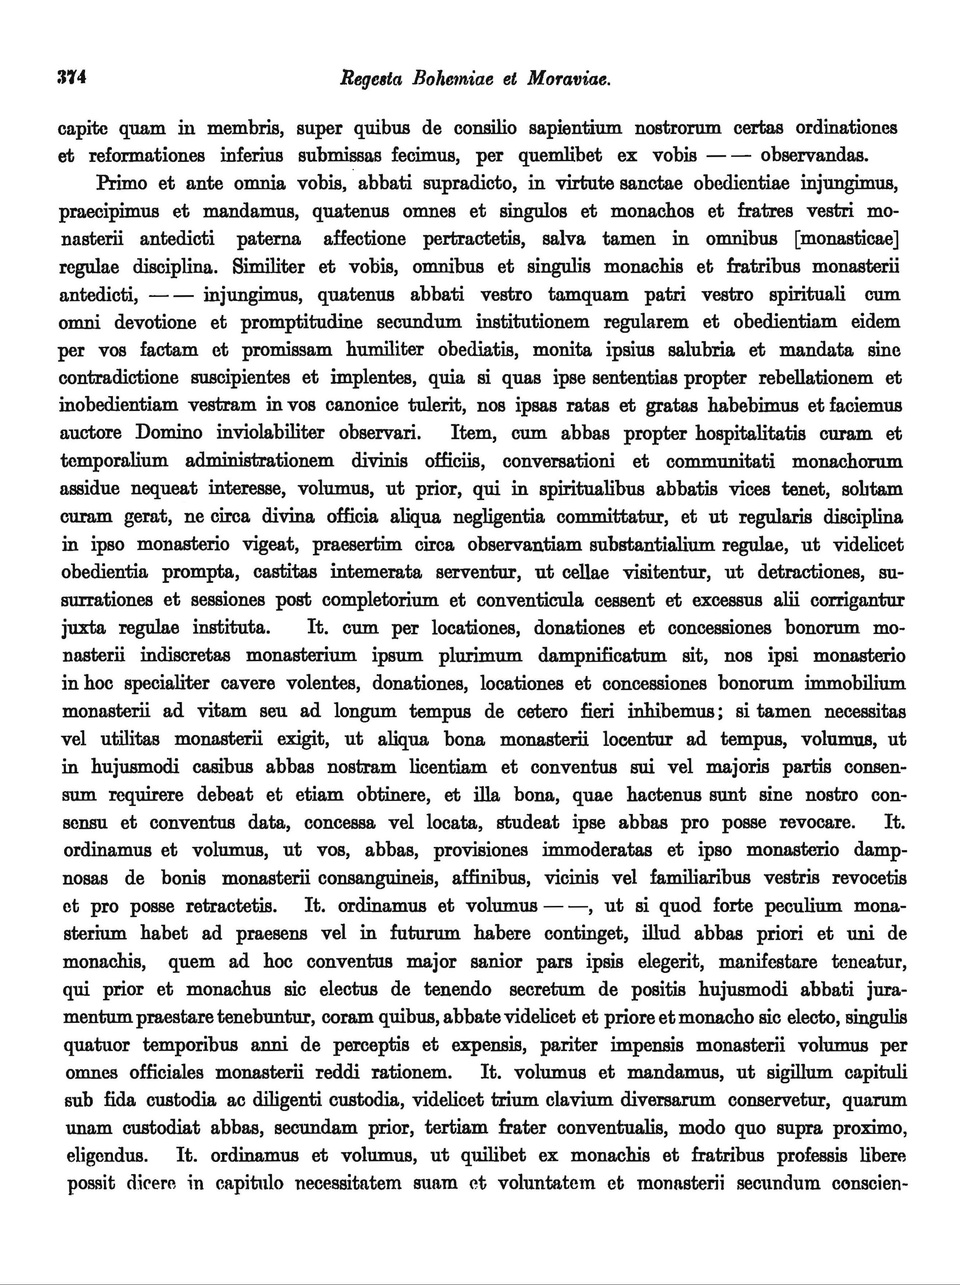 374 Regesta Bohemiae et Moraviae.
capite quam in membris, super quibus de consilio sapientium nostrorum certas ordinationes
et reformationes inferius submissas fecimus, per quemlibet ex vobis — — observandas.
Primo et ante omnia vobis, abbati supradicto, in virtute sanctae obedientiae injungimus,
praecipimus et mandamus, quatenus omnes et singulos et monachos et fratres vestri mo-
nasterii antedicti paterna affectione pertractetis, salva tamen in omnibus [monasticae]
regulae disciplina. Similiter et vobis, omnibus et singulis monachis et fratribus monasterii
antedicti, — — injungimus, quatenus abbati vestro tamquam patri vestro spirituali cum
omni devotione et promptitudine secundum institutionem regularem et obedientiam eidem
per vos factam et promissam humiliter obediatis, monita ipsius salubria et mandata sine
contradictione suscipientes et implentes, quia si quas ipse sententias propter rebellationem et
inobedientiam vestram in vos canonice tulerit, nos ipsas ratas et gratas habebimus et faciemus
auctore Domino inviolabiliter observari. Item, cum abbas propter hospitalitatis curam et
temporalium administrationem divinis officiis, conversationi et communitati monachorum
assidue nequeat interesse, volumus, ut prior, qui in spiritualibus abbatis vices tenet, solitam
curam gerat, ne circa divina officia aliqua negligentia committatur, et ut regularis disciplina
in ipso monasterio vigeat, praesertim circa observantiam substantialium regulae, ut videlicet
obedientia prompta, castitas intemerata serventur, ut cellae visitentur, ut detractiones, su-
surrationes et sessiones post completorium et conventicula cessent et excessus alii corrigantur
juxta regulae instituta. It. cum per locationes, donationes et concessiones bonorum mo-
nasterii indiscretas monasterium ipsum plurimum dampnificatum sit, nos ipsi monasterio
in hoc specialiter cavere volentes, donationes, locationes et concessiones bonorum immobilium
monasterii ad vitam seu ad longum tempus de cetero fieri inhibemus; si tamen necessitas
vel utilitas monasterii exigit, ut aliqua bona monasterii locentur ad tempus, volumus, ut
in hujusmodi casibus abbas nostram licentiam et conventus sui vel majoris partis consen-
sum requirere debeat et etiam obtinere, et illa bona, quae hactenus sunt sine nostro con-
sensu et conventus data, concessa vel locata, studeat ipse abbas pro posse revocare. It.
ordinamus et volumus, ut vos, abbas, provisiones immoderatas et ipso monasterio damp-
nosas de bonis monasterii consanguineis, affinibus, vicinis vel familiaribus vestris revocetis
et pro posse retractetis. It. ordinamus et volumus — —, ut si quod forte peculium mona-
sterium habet ad praesens vel in futurum habere continget, illud abbas priori et uni de
monachis, quem ad hoc conventus major sanior pars ipsis elegerit, manifestare teneatur,
qui prior et monachus sic electus de tenendo secretum de positis hujusmodi abbati jura-
mentum praestare tenebuntur, coram quibus, abbate videlicet et priore et monacho sic electo, singulis
quatuor temporibus anni de perceptis et expensis, pariter impensis monasterii volumus per
omnes officiales monasterii reddi rationem. It. volumus et mandamus, ut sigillum capituli
sub fida custodia ac diligenti custodia, videlicet trium clavium diversarum conservetur, quarum
unam custodiat abbas, secundam prior, tertiam frater conventualis, modo quo supra proximo,
eligendus. It. ordinamus et volumus, ut quilibet ex monachis et fratribus professis libere
possit dicere in capitulo necessitatem suam et voluntatem et monasterii secundum conscien-